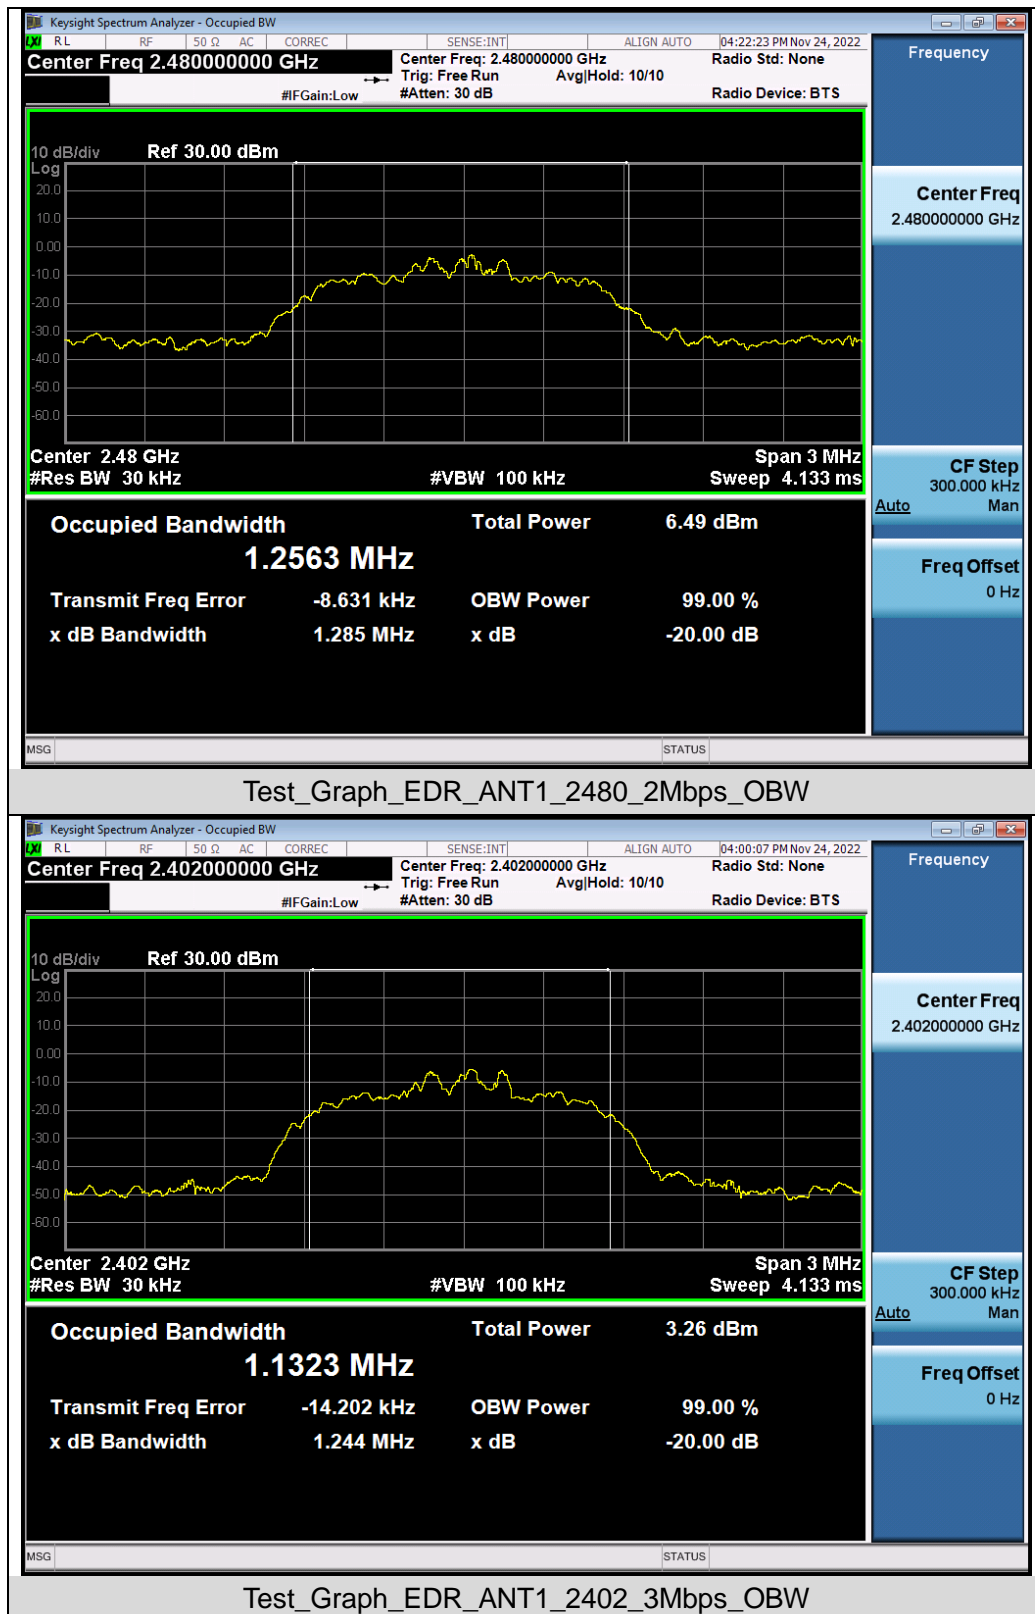 Keysight Spectrum Analyzer - Occupied BW
LXI RL RF 50 Ω AC CORREC SENSE:INT ALIGN AUTO 04:22:23 PM Nov 24, 2022
Center Freq 2.480000000 GHz Center Freq: 2.480000000 GHz Radio Std: None Frequency
Trig: Free Run Avg|Hold: 10/10
#IFGain:Low #Atten: 30 dB Radio Device: BTS
10 dB/div Ref 30.00 dBm
Log
20.0
10.0
0.00
-10.0
-20.0
-30.0
-40.0
-50.0
-60.0
Center Freq
2.480000000 GHz
Center 2.48 GHz Span 3 MHz
#Res BW 30 kHz #VBW 100 kHz Sweep 4.133 ms
CF Step
300.000 kHz
Auto Man
Freq Offset
0 Hz
Occupied Bandwidth Total Power 6.49 dBm
1.2563 MHz
Transmit Freq Error -8.631 kHz OBW Power 99.00 %
x dB Bandwidth 1.285 MHz x dB -20.00 dB
MSG STATUS
Test_Graph_EDR_ANT1_2480_2Mbps_OBW
Keysight Spectrum Analyzer - Occupied BW
LXI RL RF 50 Ω AC CORREC SENSE:INT ALIGN AUTO 04:00:07 PM Nov 24, 2022
Center Freq 2.402000000 GHz Center Freq: 2.402000000 GHz Radio Std: None Frequency
Trig: Free Run Avg|Hold: 10/10
#IFGain:Low #Atten: 30 dB Radio Device: BTS
10 dB/div Ref 30.00 dBm
Log
20.0
10.0
0.00
-10.0
-20.0
-30.0
-40.0
-50.0
-60.0
Center Freq
2.402000000 GHz
Center 2.402 GHz Span 3 MHz
#Res BW 30 kHz #VBW 100 kHz Sweep 4.133 ms
CF Step
300.000 kHz
Auto Man
Freq Offset
0 Hz
Occupied Bandwidth Total Power 3.26 dBm
1.1323 MHz
Transmit Freq Error -14.202 kHz OBW Power 99.00 %
x dB Bandwidth 1.244 MHz x dB -20.00 dB
MSG STATUS
Test_Graph_EDR_ANT1_2402_3Mbps_OBW